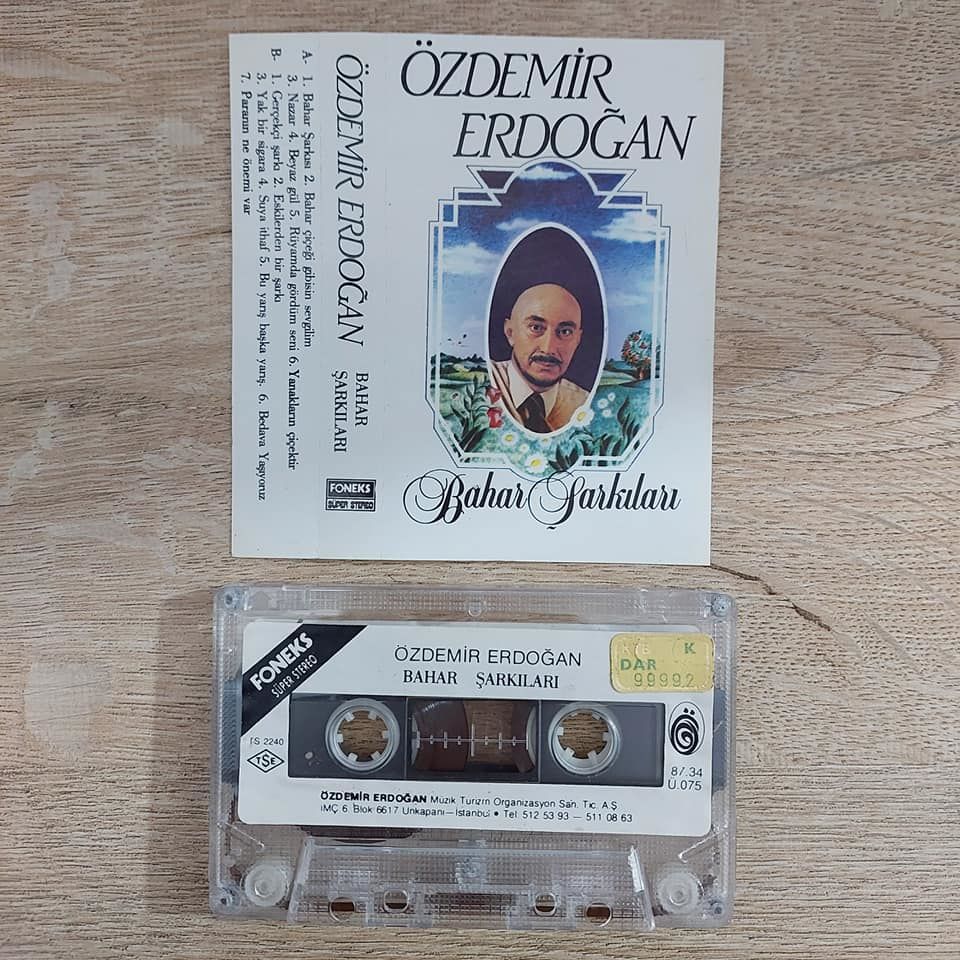 ÖZDEMİR
ERDOĞAN
Bahar Şarkıları
ÖZDEMİR ERDOĞAN
BAHAR
ŞARKILARI
FONEKS
SÜPER STEREO
A- 1. Bahar Şarkısı 2. Bahar çiçeği gibisin sevgilim
3. Nazar 4. Beyaz gül 5. Rüyamda gördüm seni 6. Yanakların çiçektir
B- 1. Gerçekçi şarkı 2. Eskilerden bir şarkı
3. Yak bir sigara 4. Suya ithaf 5. Bu yarış başka yarış. 6. Bedava Yaşıyoruz
7. Paranın ne önemi var
FONEKS
SÜPER STEREO
ÖZDEMİR ERDOĞAN
BAHAR ŞARKILARI
K
DAR
90992
TS 2240
TSE
87.34
Ü.075
ÖZDEMİR ERDOĞAN Müzik Turizm Organizasyon San. Tic. A.Ş.
İMÇ 6. Blok 6617 Unkapanı—İstanbul • Tel: 512 53 93 — 511 08 63